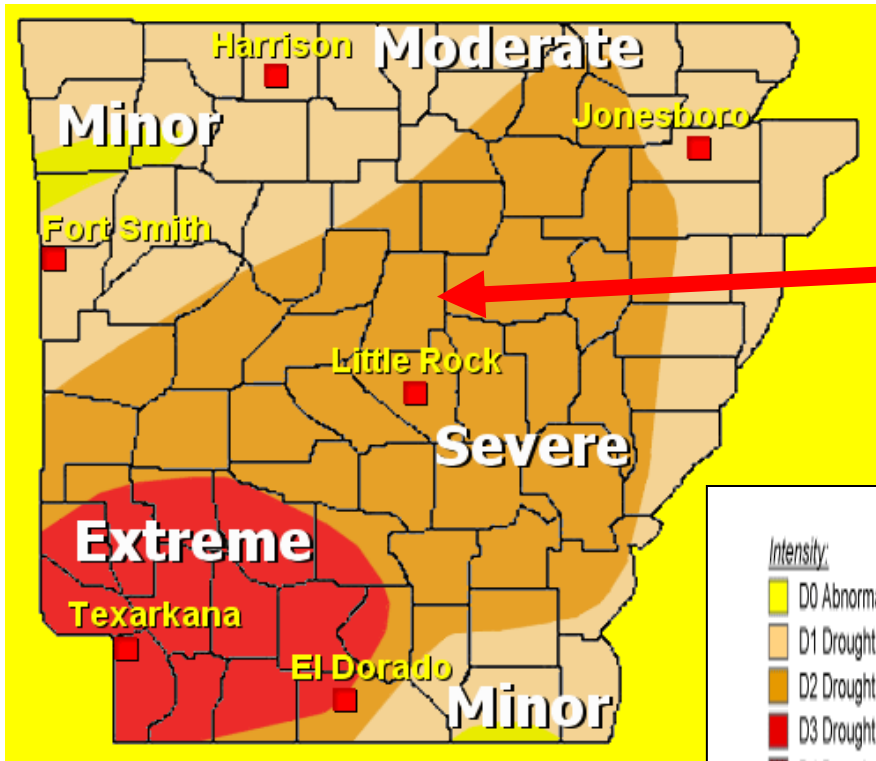 Harrison
Moderate
Minor
Jonesboro
Fort Smith
Little Rock
Severe
Extreme
Texarkana
El Dorado
Minor
Intensity:
D0
D1 Drought
D2 Drought
D3 Drought